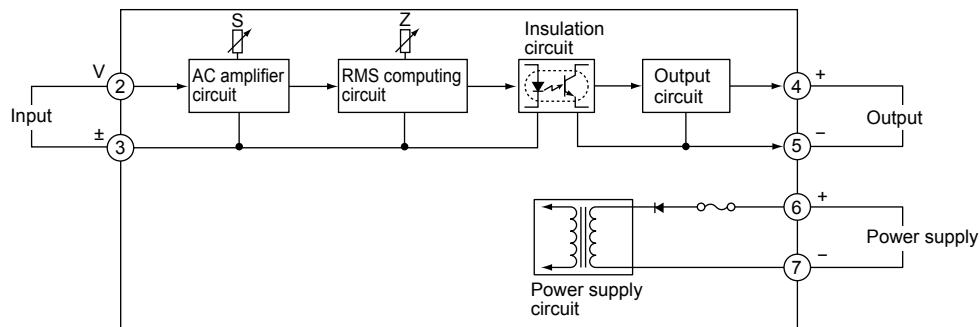 S
Z
Insulation
circuit
V
2
AC amplifier
circuit
RMS computing
circuit
Output
circuit
4
+
Input
Output
±
3
5
−
6
+
Power supply
7
−
Power supply
circuit